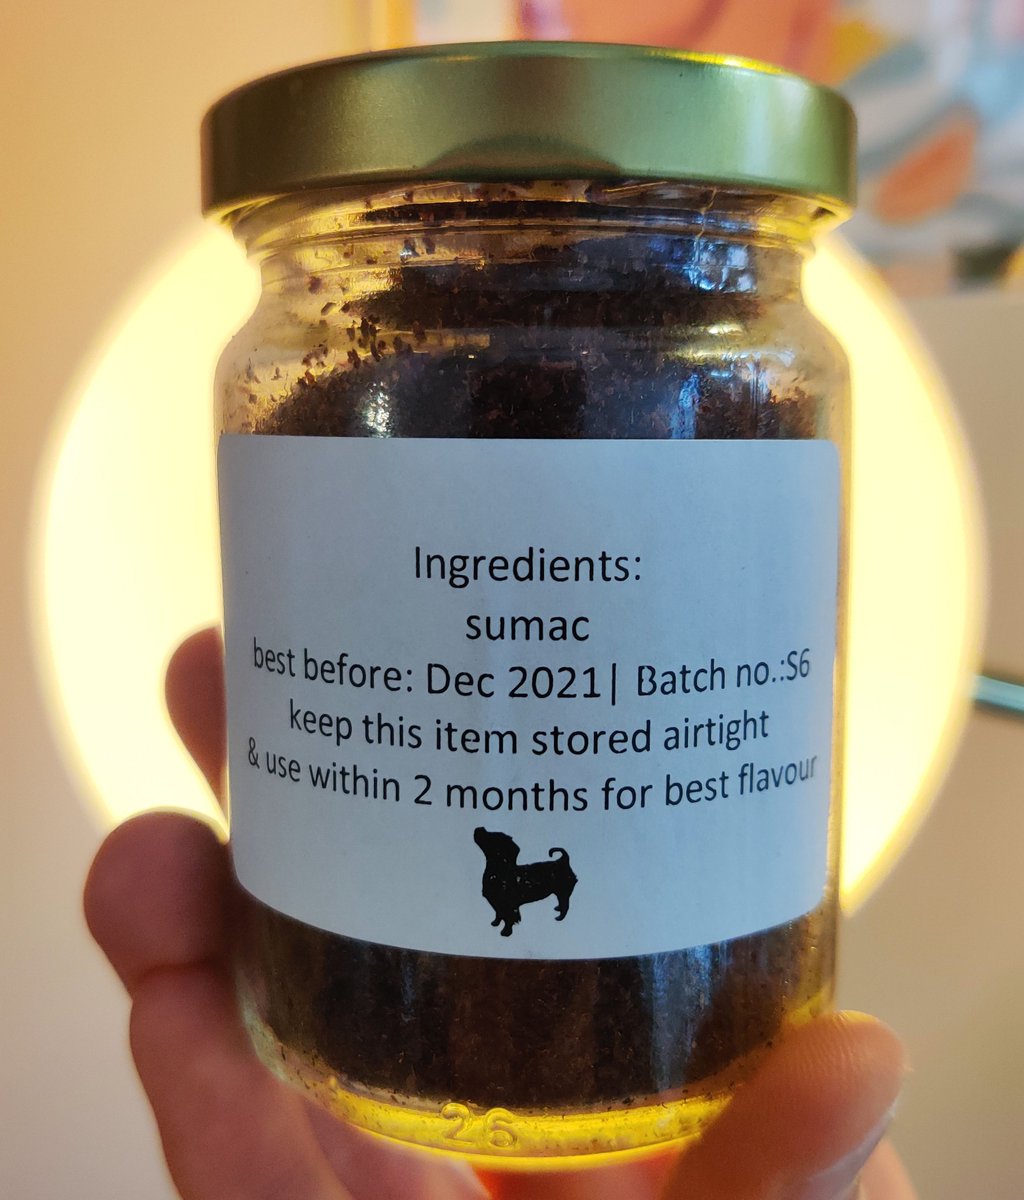 Ingredients:
sumac
best before: Dec 2021| Batch no.:S6
keep this item stored airtight
& use within 2 months for best flavour
26